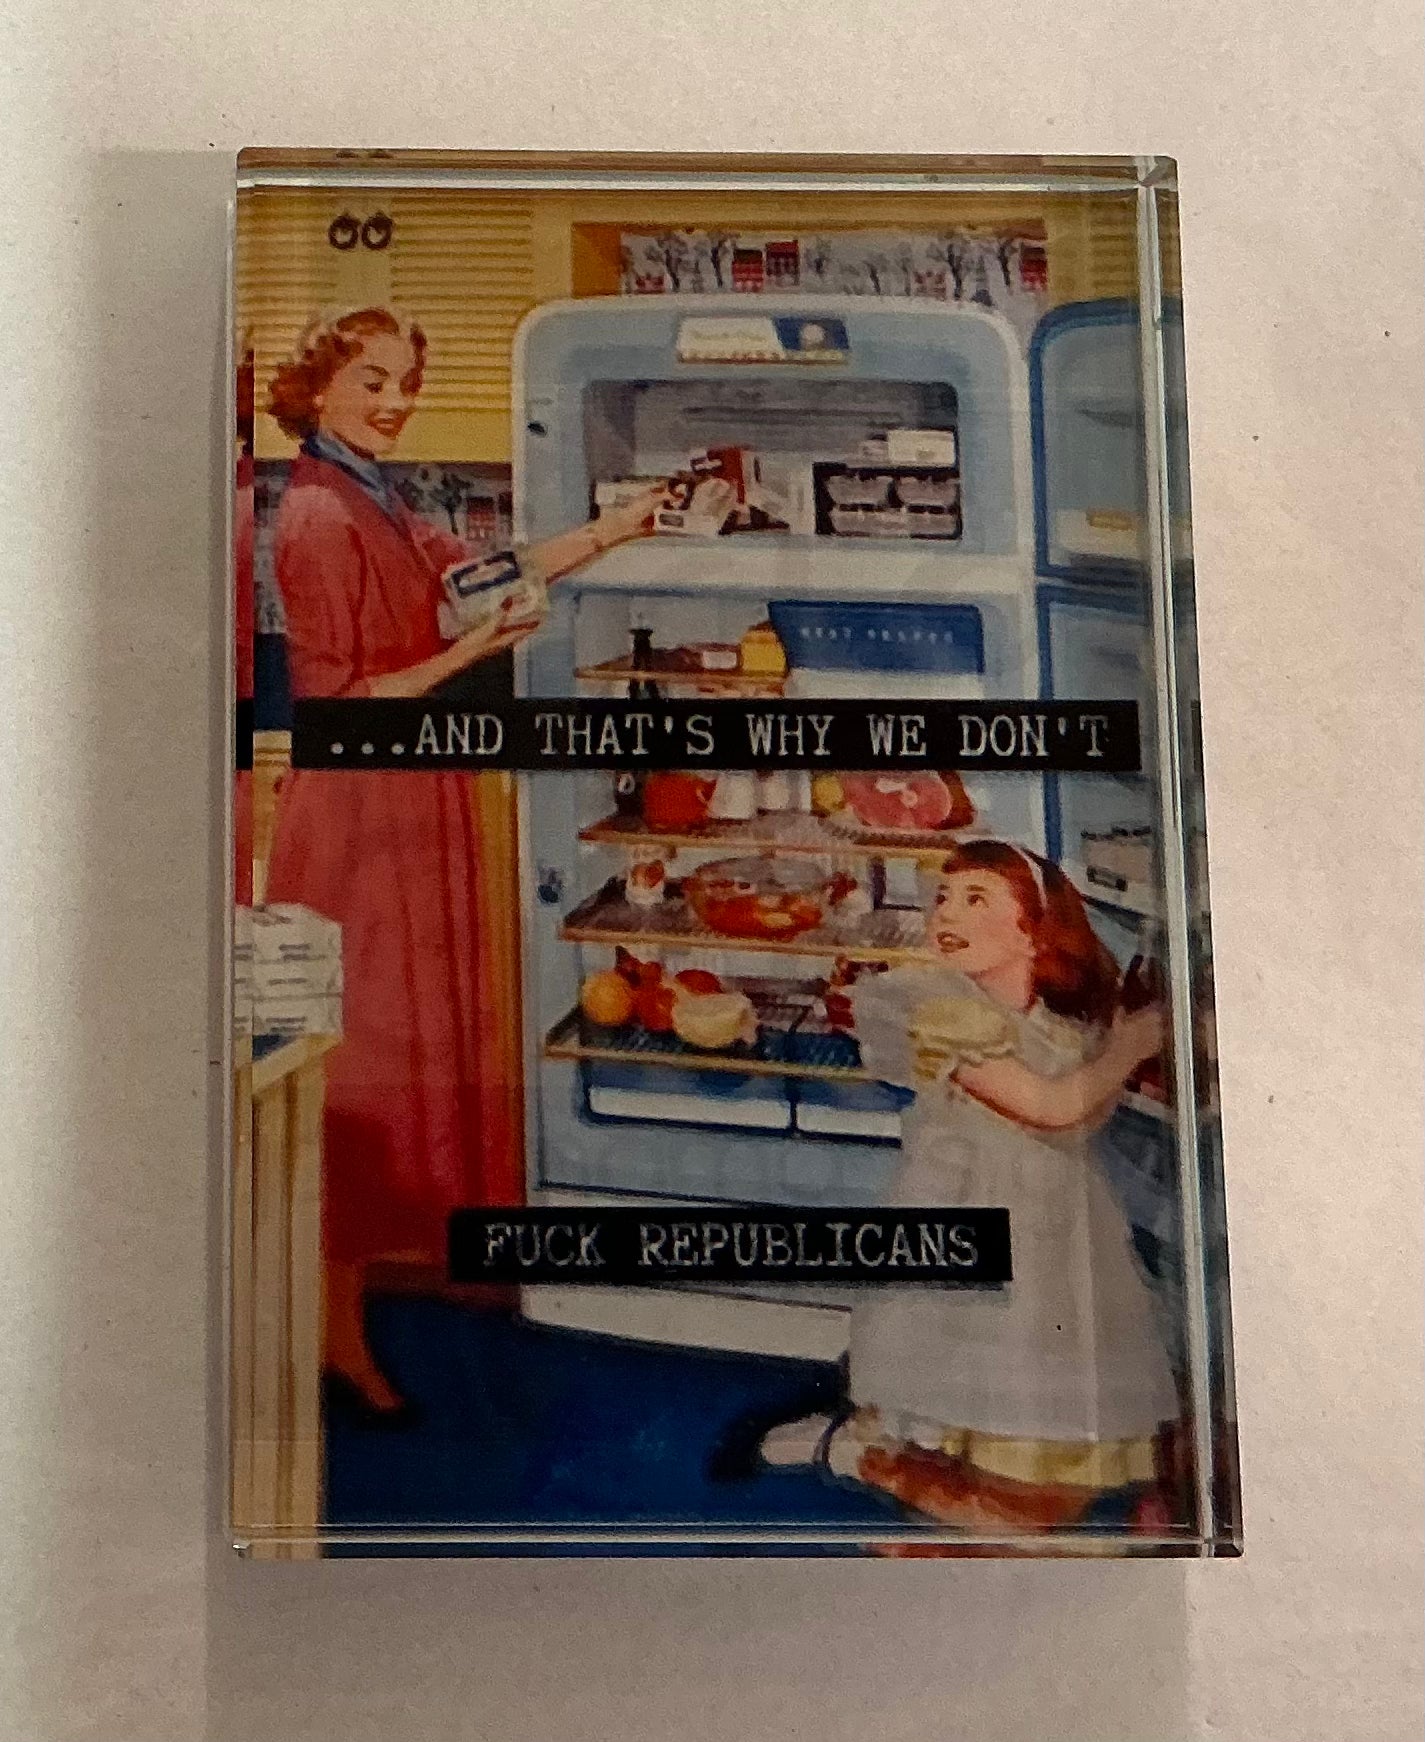 ...AND THAT'S WHY WE DON'T
FUCK REPUBLICANS